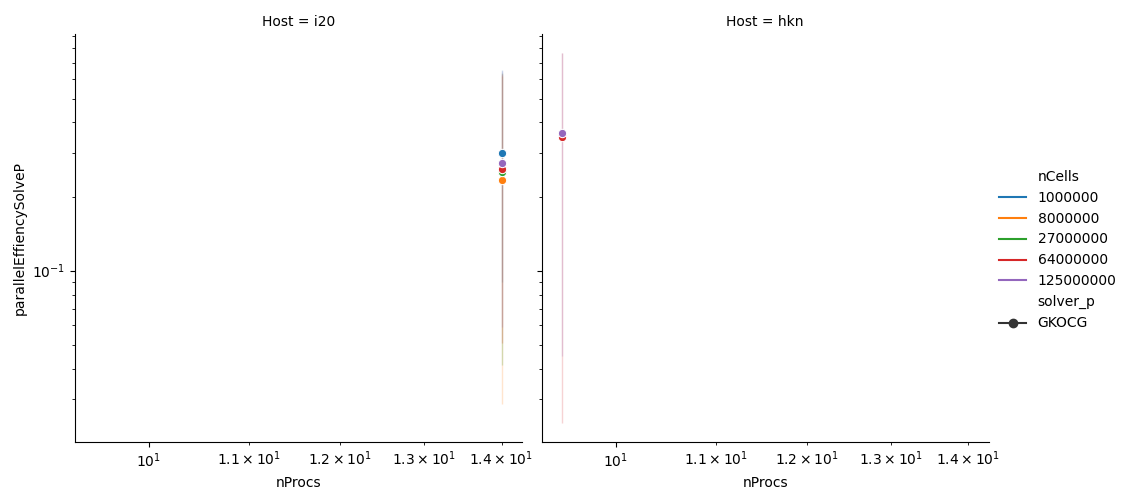 Host = i20
Host = hkn
parallelEffiencySolveP
10⁻¹
10¹
1.1 × 10¹
1.2 × 10¹
1.3 × 10¹
1.4 × 10¹
nProcs
10¹
1.1 × 10¹
1.2 × 10¹
1.3 × 10¹
1.4 × 10¹
nProcs
nCells
1000000
8000000
27000000
64000000
125000000
solver_p
GKOCG